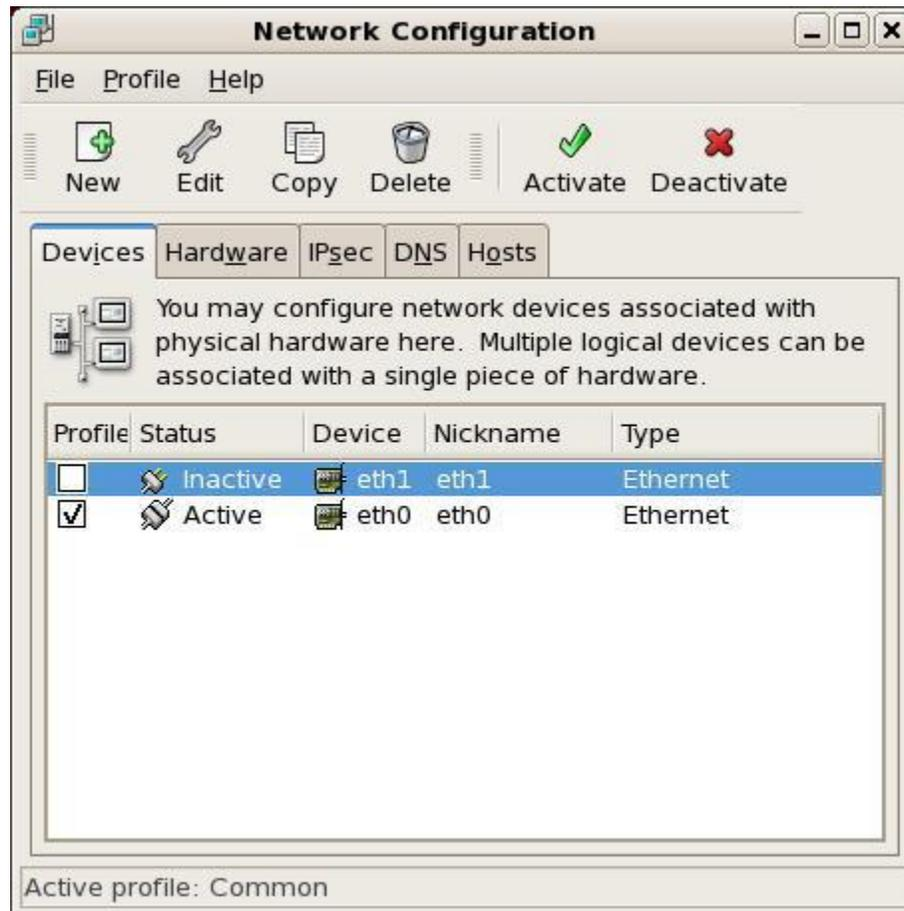 Network Configuration
File Profile Help
New Edit Copy Delete Activate Deactivate
Devices Hardware IPsec DNS Hosts
You may configure network devices associated with
physical hardware here.  Multiple logical devices can be
associated with a single piece of hardware.
Profile Status Device Nickname Type
Inactive eth1 eth1 Ethernet
Active eth0 eth0 Ethernet
Active profile: Common